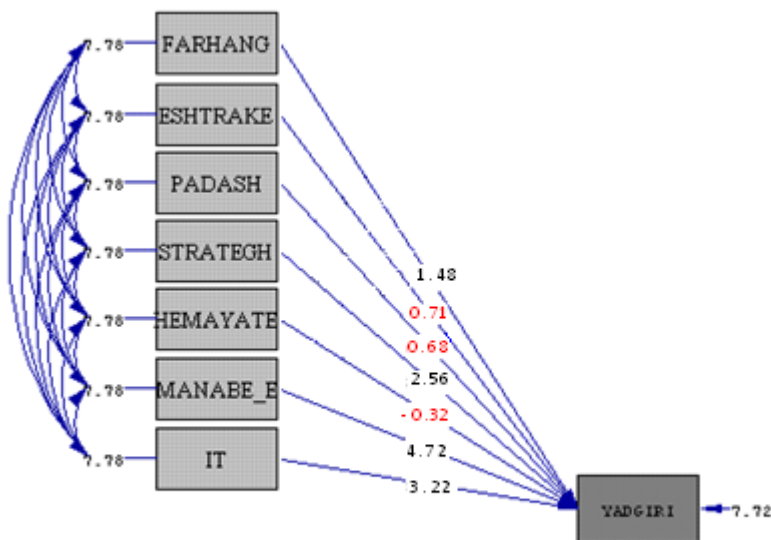 7.78 FARHANG
7.78 ESHTRAKE
7.78 PADASH
7.78 STRATEGH
7.78 HEMAYATE
7.78 MANABE_E
7.78 IT
1.48
0.71
0.68
2.56
-0.32
4.72
3.22
YADGIRI 7.72